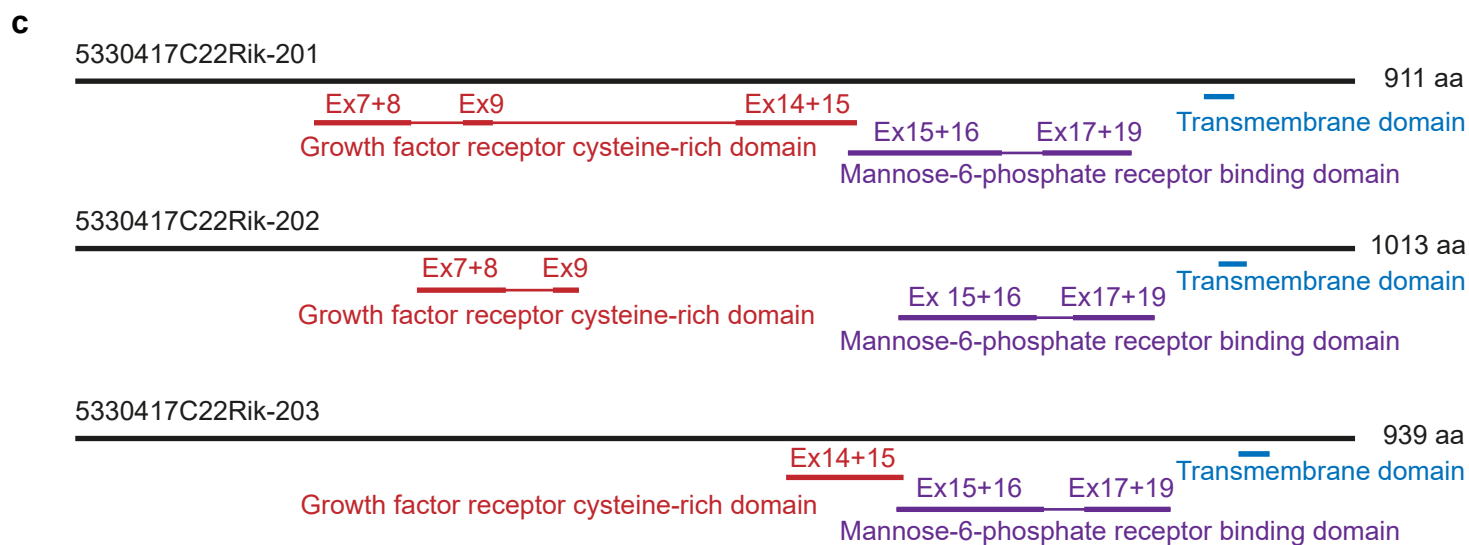 c
5330417C22Rik-201
911 aa
Ex7+8 Ex9 Ex14+15
Transmembrane domain
Growth factor receptor cysteine-rich domain
Ex15+16 Ex17+19
Mannose-6-phosphate receptor binding domain
5330417C22Rik-202
1013 aa
Ex7+8 Ex9
Transmembrane domain
Growth factor receptor cysteine-rich domain
Ex 15+16 Ex17+19
Mannose-6-phosphate receptor binding domain
5330417C22Rik-203
939 aa
Ex14+15
Transmembrane domain
Growth factor receptor cysteine-rich domain
Ex15+16 Ex17+19
Mannose-6-phosphate receptor binding domain